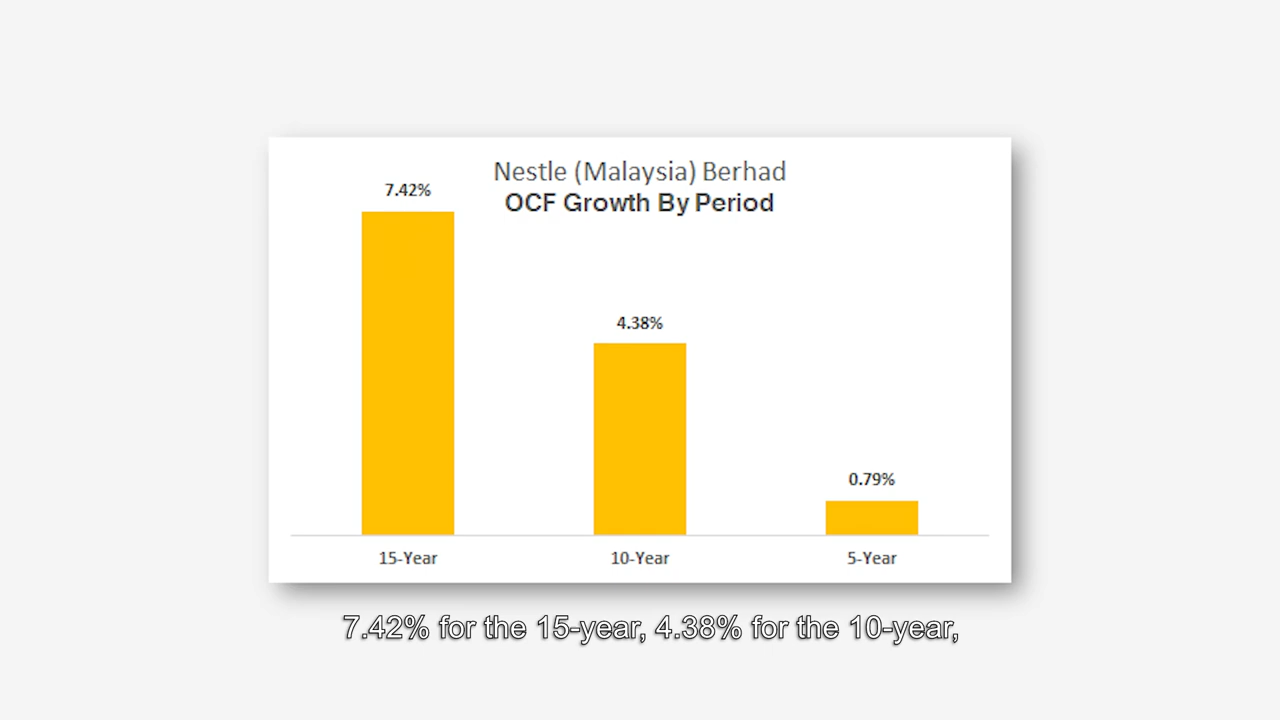 Nestle (Malaysia) Berhad
OCF Growth By Period
7.42%
4.38%
0.79%
15-Year
10-Year
5-Year
7.42% for the 15-year, 4.38% for the 10-year,